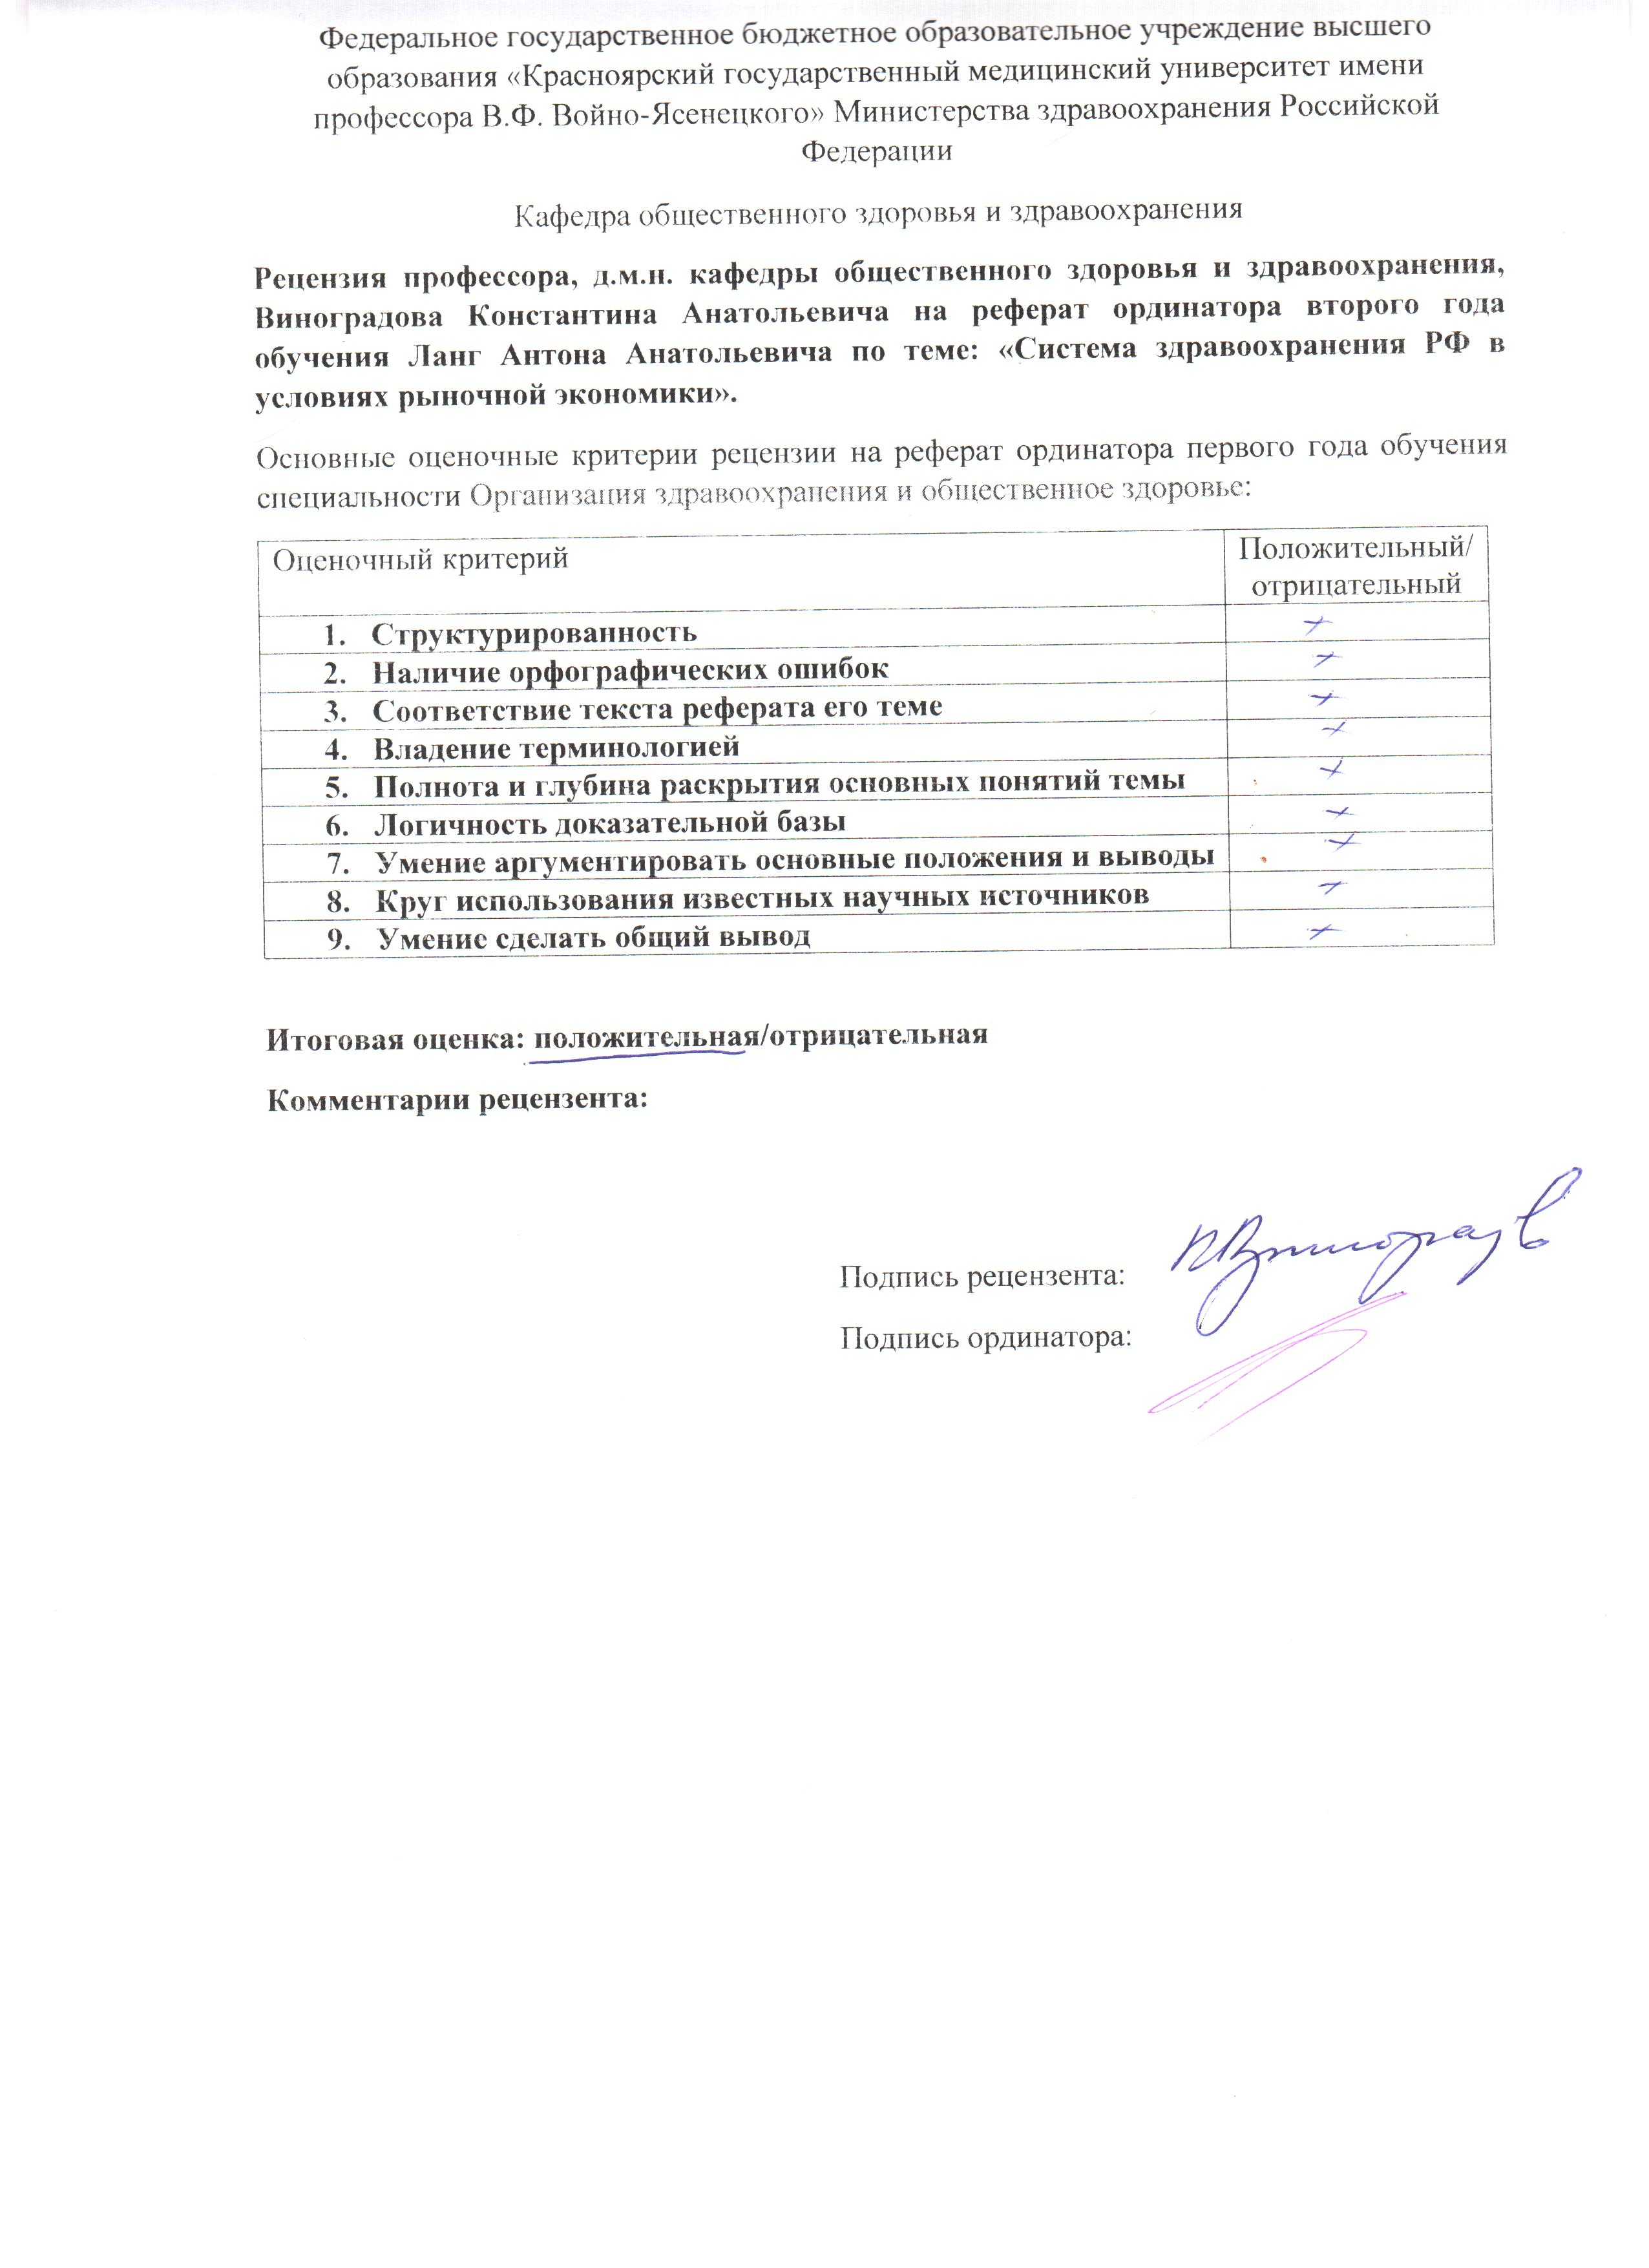 Федеральное государственное бюджетное образовательное учреждение высшего
образования «Красноярский государственный медицинский университет имени
профессора В.Ф. Войно-Ясенецкого» Министерства здравоохранения Российской
Федерации
Кафедра общественного здоровья и здравоохранения
Рецензия профессора, д.м.н. кафедры общественного здоровья и здравоохранения,
Виноградова Константина Анатольевича на реферат ординатора второго года
обучения Ланг Антона Анатольевича по теме: «Система здравоохранения РФ в
условиях рыночной экономики».
Основные оценочные критерии рецензии на реферат ординатора первого года обучения
специальности Организация здравоохранения и общественное здоровье:
Оценочный критерий Положительный/
отрицательный
1. Структурированность +
2. Наличие орфографических ошибок +
3. Соответствие текста реферата его теме +
4. Владение терминологией +
5. Полнота и глубина раскрытия основных понятий темы +
6. Логичность доказательной базы +
7. Умение аргументировать основные положения и выводы +
8. Круг использования известных научных источников +
9. Умение сделать общий вывод +
Итоговая оценка: положительная/отрицательная
Комментарии рецензента:
Подпись рецензента: КВиноградов
Подпись ординатора: